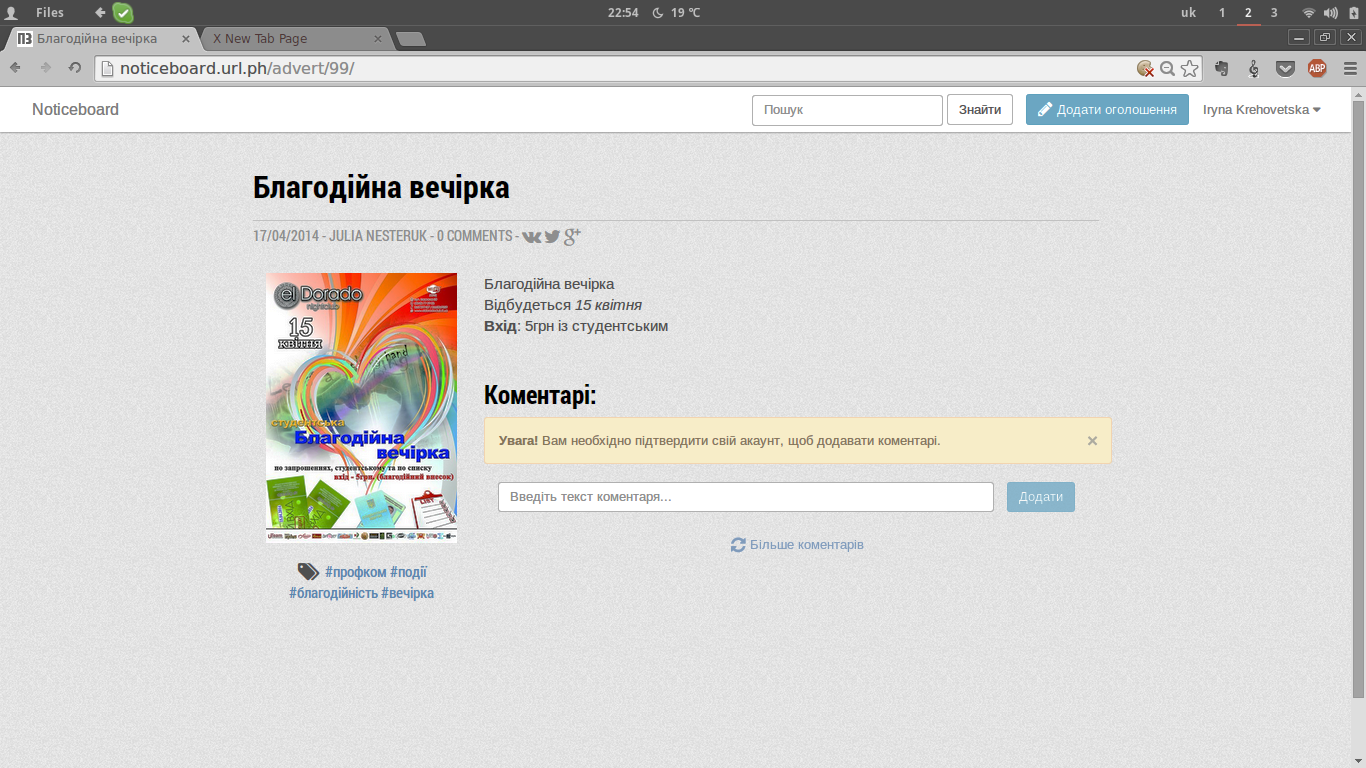 Files
22:54 19 ℃
uk 1 2 3
Благодійна вечірка
X New Tab Page
noticeboard.url.ph/advert/99/
ABP
Noticeboard
Пошук
Знайти
Додати оголошення
Iryna Krehovetska
Благодійна вечірка
17/04/2014 - JULIA NESTERUK - 0 COMMENTS -
el Dorado
nightclub
15
квітня
студентська
Благодійна
вечірка
по запрошеннях, студентському та по списку
вхід - 5грн. (благодійний внесок)
LIST
#профком #події
#благодійність #вечірка
Благодійна вечірка
Відбудеться 15 квітня
Вхід: 5грн із студентським
Коментарі:
Увага! Вам необхідно підтвердити свій акаунт, щоб додавати коментарі.
Введіть текст коментаря...
Додати
Більше коментарів